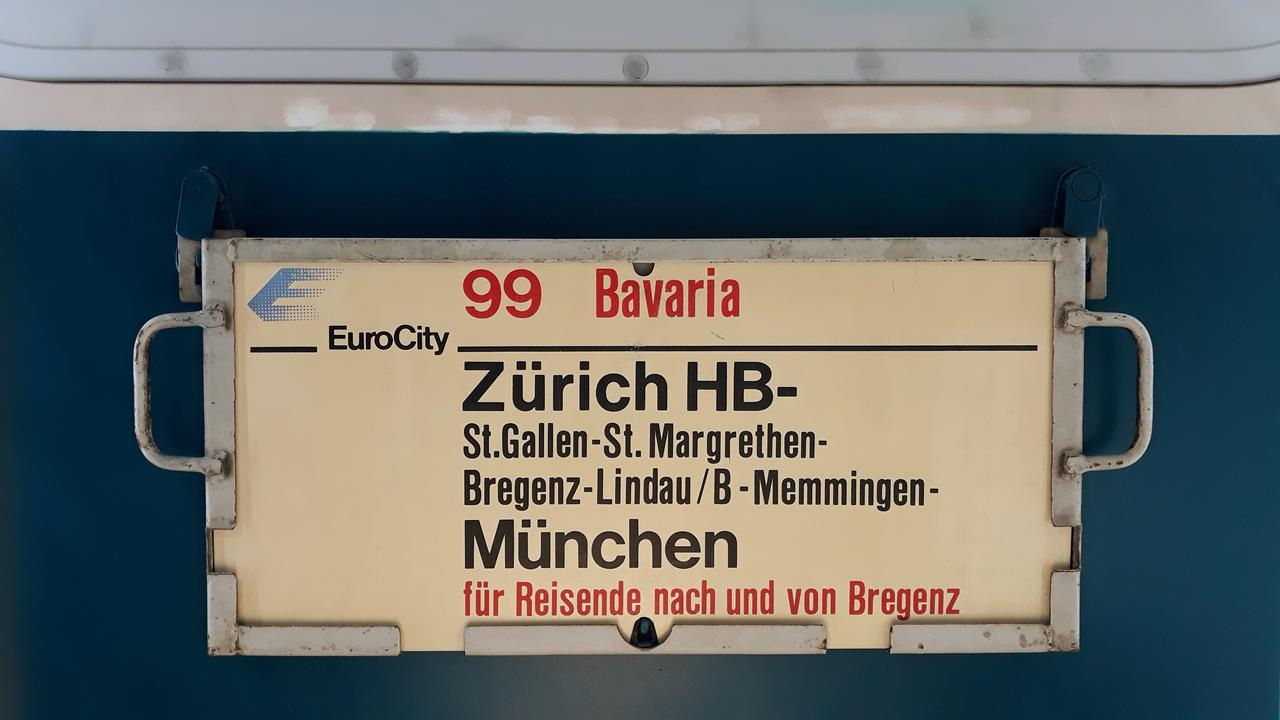 99 Bavaria
EuroCity
Zürich HB-
St.Gallen-St. Margrethen-
Bregenz-Lindau/B-Memmingen-
München
für Reisende nach und von Bregenz